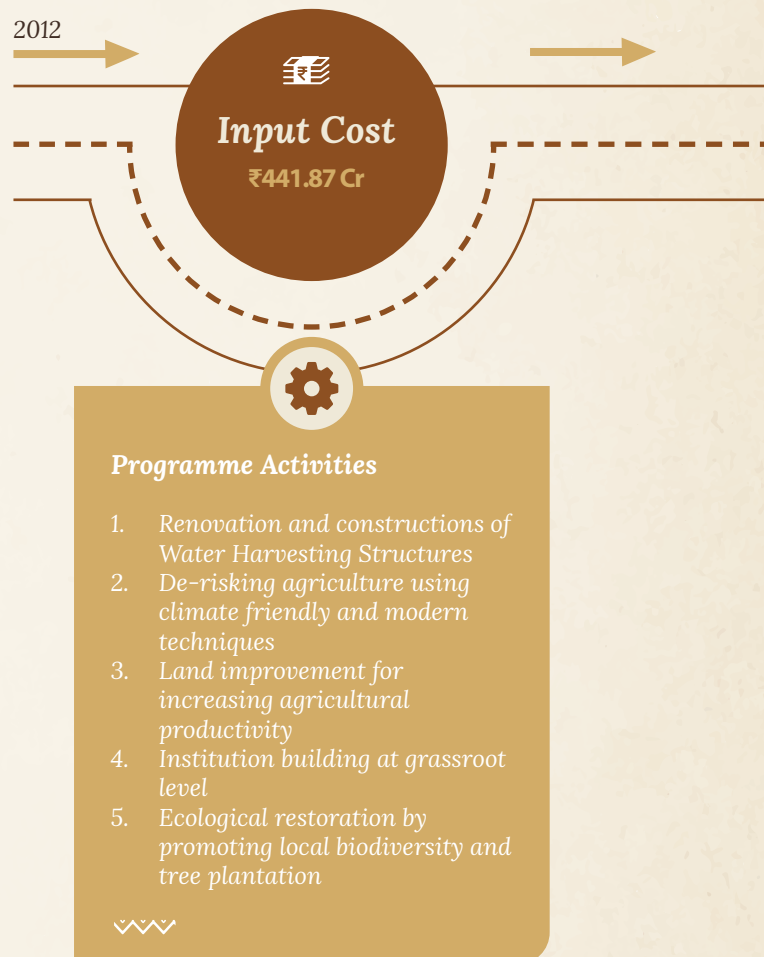 2012
₹
Input Cost
₹441.87 Cr
Programme Activities
1. Renovation and constructions of
Water Harvesting Structures
2. De-risking agriculture using
climate friendly and modern
techniques
3. Land improvement for
increasing agricultural
productivity
4. Institution building at grassroot
level
5. Ecological restoration by
promoting local biodiversity and
tree plantation